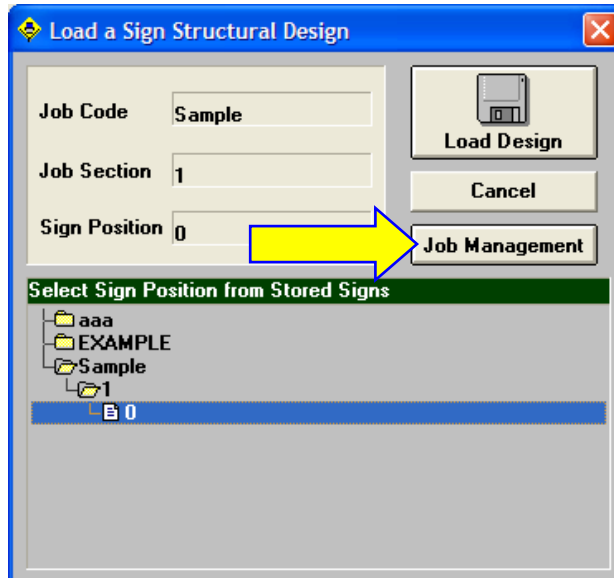 Load a Sign Structural Design
Job Code
Sample
Load Design
Job Section
1
Cancel
Sign Position
0
Job Management
Select Sign Position from Stored Signs
aaa
EXAMPLE
Sample
1
0